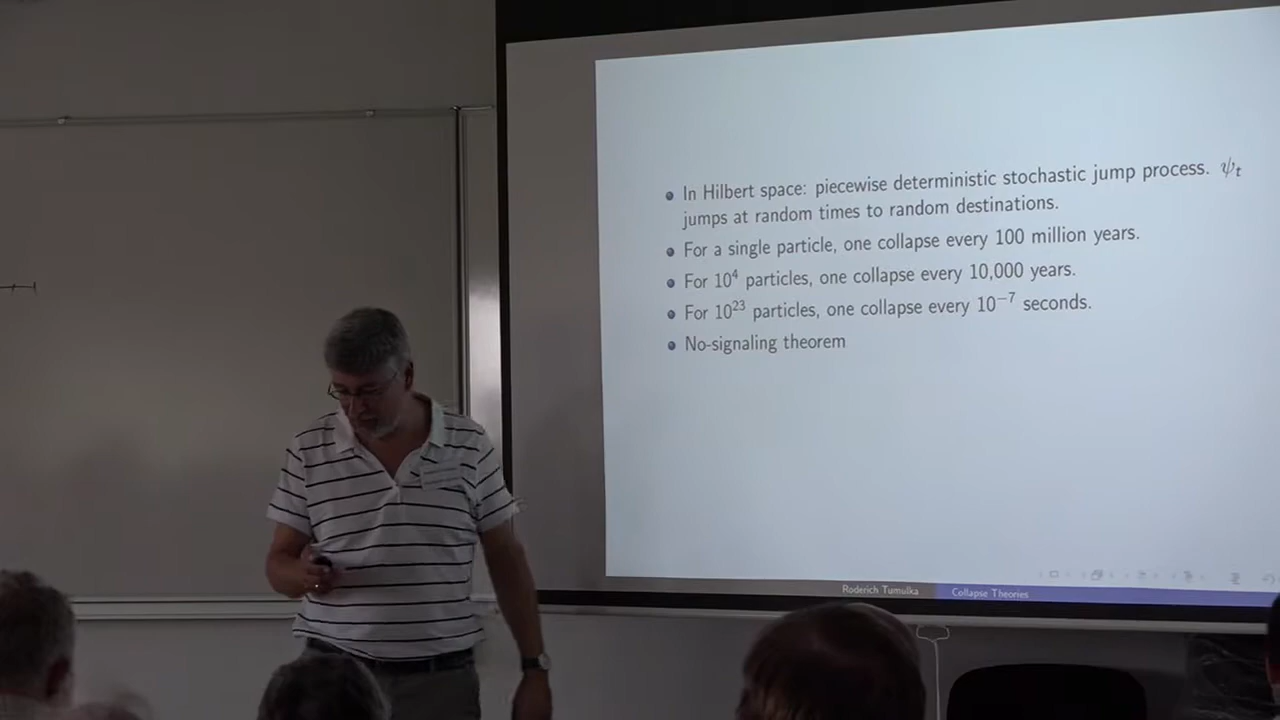 In Hilbert space: piecewise deterministic stochastic jump process. ψₜ
jumps at random times to random destinations.
For a single particle, one collapse every 100 million years.
For 10⁴ particles, one collapse every 10,000 years.
For 10²³ particles, one collapse every 10⁻⁷ seconds.
No-signaling theorem
Roderich Tumulka
Collapse Theories